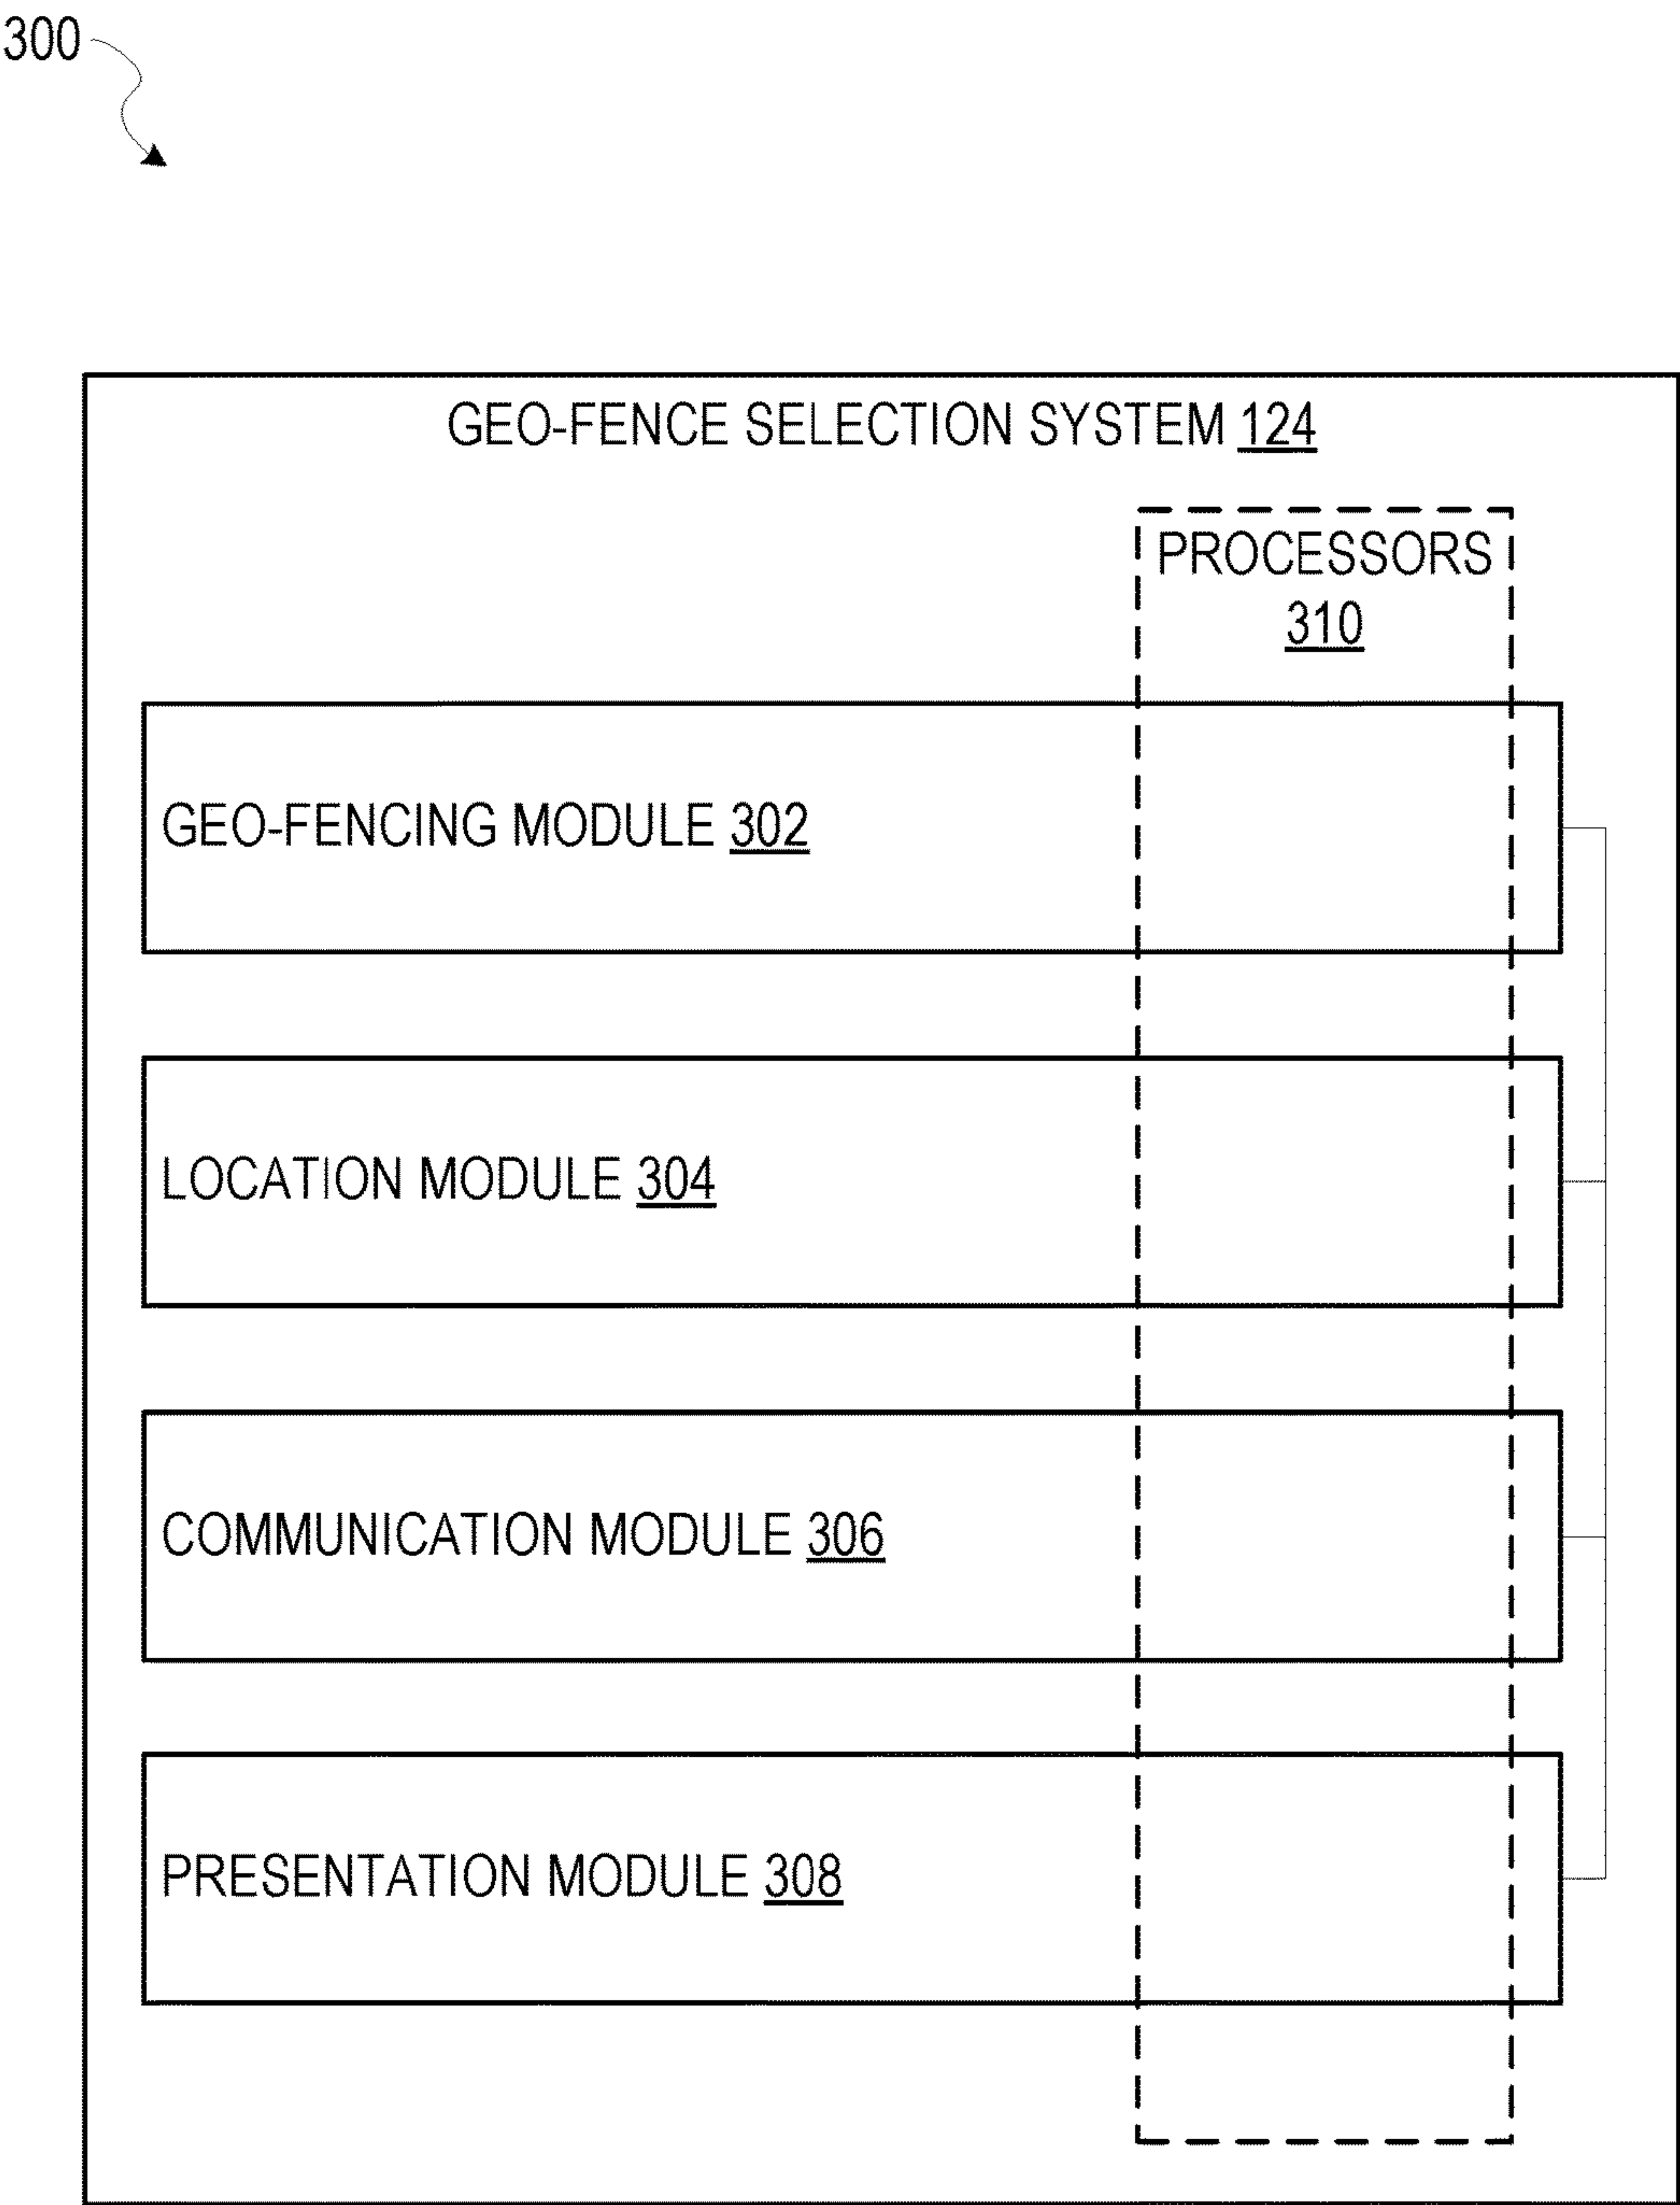 300
GEO-FENCE SELECTION SYSTEM 124
PROCESSORS
310
GEO-FENCING MODULE 302
LOCATION MODULE 304
COMMUNICATION MODULE 306
PRESENTATION MODULE 308